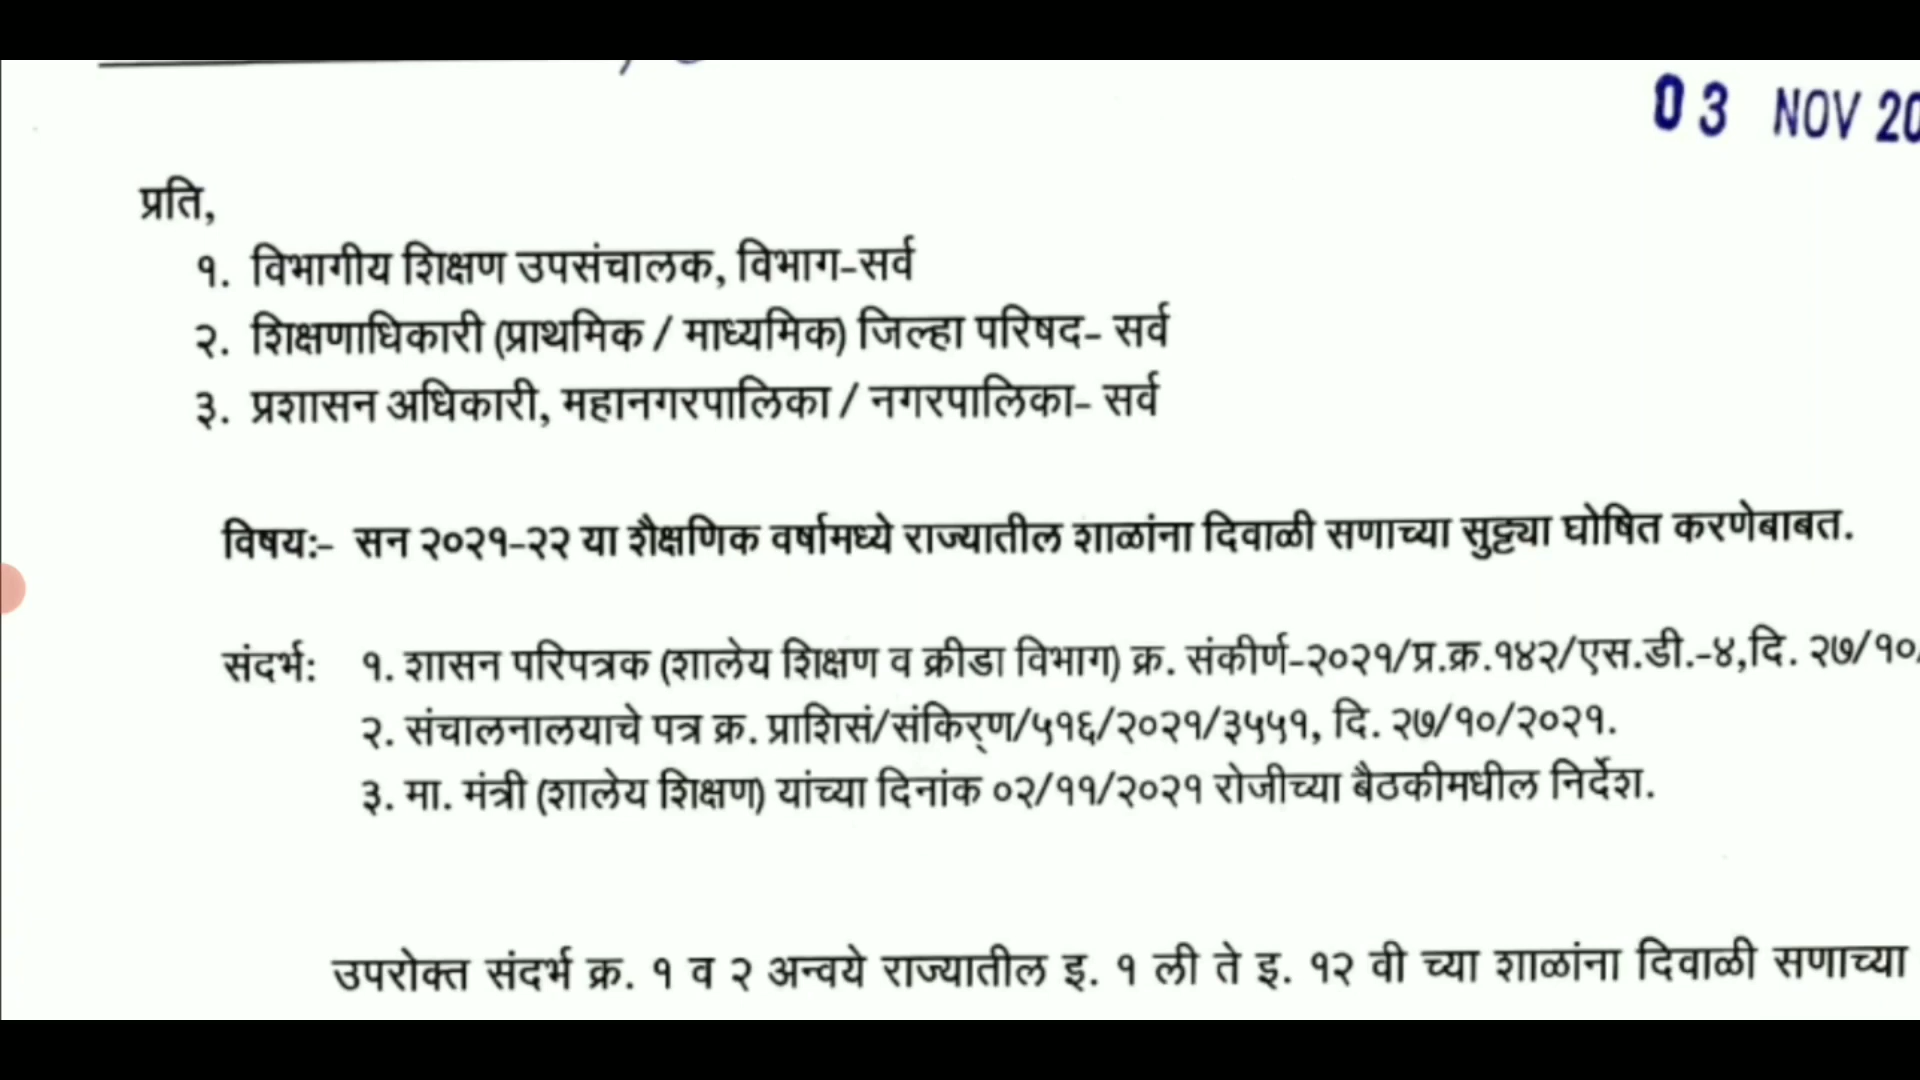 03 NOV 20
प्रति,
१. विभागीय शिक्षण उपसंचालक, विभाग-सर्व
२. शिक्षणाधिकारी (प्राथमिक / माध्यमिक) जिल्हा परिषद- सर्व
३. प्रशासन अधिकारी, महानगरपालिका / नगरपालिका- सर्व
विषय:- सन २०२१-२२ या शैक्षणिक वर्षामध्ये राज्यातील शाळांना दिवाळी सणाच्या सुट्ट्या घोषित करणेबाबत.
संदर्भ: १. शासन परिपत्रक (शालेय शिक्षण व क्रीडा विभाग) क्र. संकीर्ण-२०२१/प्र.क्र.१४२/एस.डी.-४,दि. २७/१०/
२. संचालनालयाचे पत्र क्र. प्राशिसं/संकिर्‌ण/५१६/२०२१/३५५१, दि. २७/१०/२०२१.
३. मा. मंत्री (शालेय शिक्षण) यांच्या दिनांक ०२/११/२०२१ रोजीच्या बैठकीमधील निर्देश.
उपरोक्त संदर्भ क्र. १ व २ अन्वये राज्यातील इ. १ ली ते इ. १२ वी च्या शाळांना दिवाळी सणाच्या